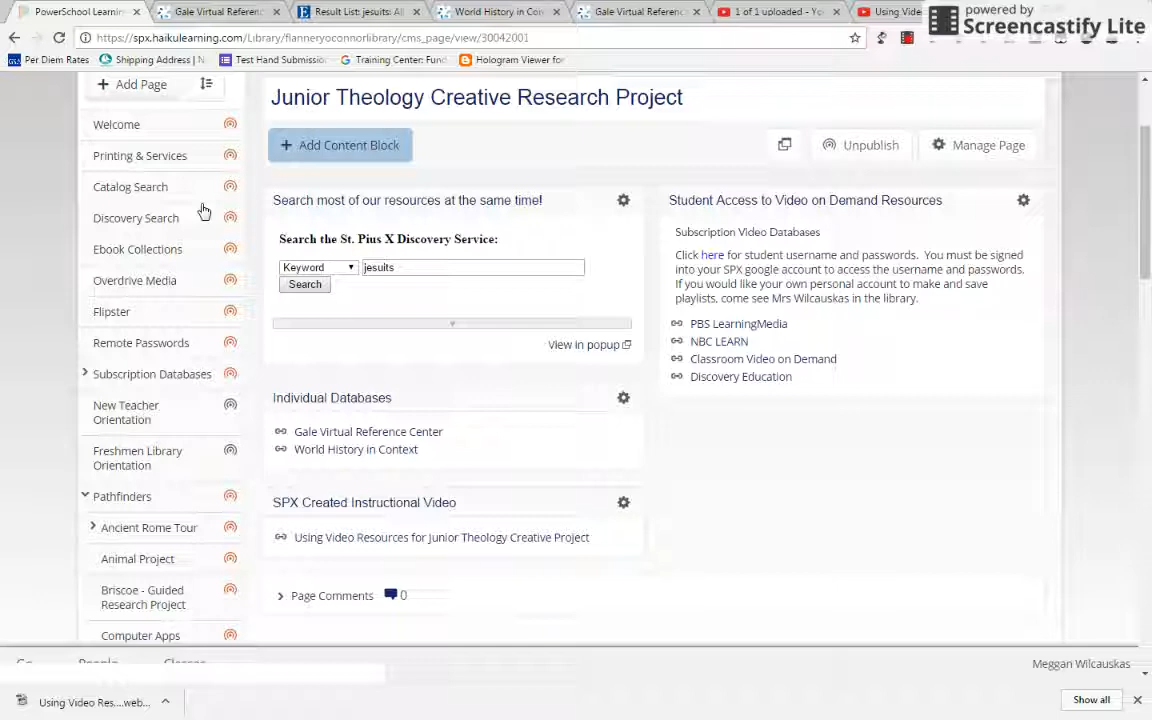 PowerSchool Learnin
Gale Virtual Referenc
Result List: jesuits: Al
World History in Con
Gale Virtual Referenc
1 of 1 uploaded - Yo
Using Vide
powered by
Screencastify Lite
https://spx.haikulearning.com/Library/flanneryoconnorlibrary/cms_page/view/30042001
Per Diem Rates
Shipping Address | N
Test Hand Submissio
Training Center: Fund
Hologram Viewer for
Add Page
Junior Theology Creative Research Project
Welcome
Printing & Services
Catalog Search
Discovery Search
Ebook Collections
Overdrive Media
Flipster
Remote Passwords
Subscription Databases
New Teacher
Orientation
Freshmen Library
Orientation
Pathfinders
Ancient Rome Tour
Animal Project
Briscoe - Guided
Research Project
Computer Apps
+ Add Content Block
Unpublish
Manage Page
Search most of our resources at the same time!
Search the St. Pius X Discovery Service:
Keyword
jesuits
Search
View in popup
Individual Databases
Gale Virtual Reference Center
World History in Context
SPX Created Instructional Video
Using Video Resources for Junior Theology Creative Project
Page Comments 0
Student Access to Video on Demand Resources
Subscription Video Databases
Click here for student username and passwords. You must be signed
into your SPX google account to access the username and passwords.
If you would like your own personal account to make and save
playlists, come see Mrs Wilcauskas in the library.
PBS LearningMedia
NBC LEARN
Classroom Video on Demand
Discovery Education
People
Classes
Meggan Wilcauskas
Using Video Res....web...
Show all